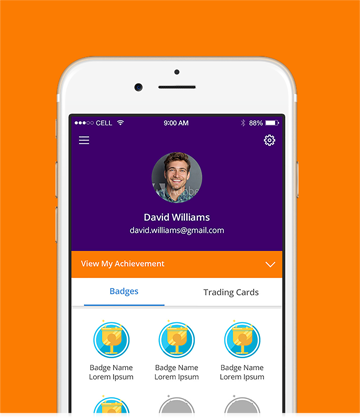 CELL 9:00 AM 88%
David Williams
david.williams@gmail.com
View My Achievement
Badges Trading Cards
Badge Name Badge Name Badge Name
Lorem Ipsum Lorem Ipsum Lorem Ipsum